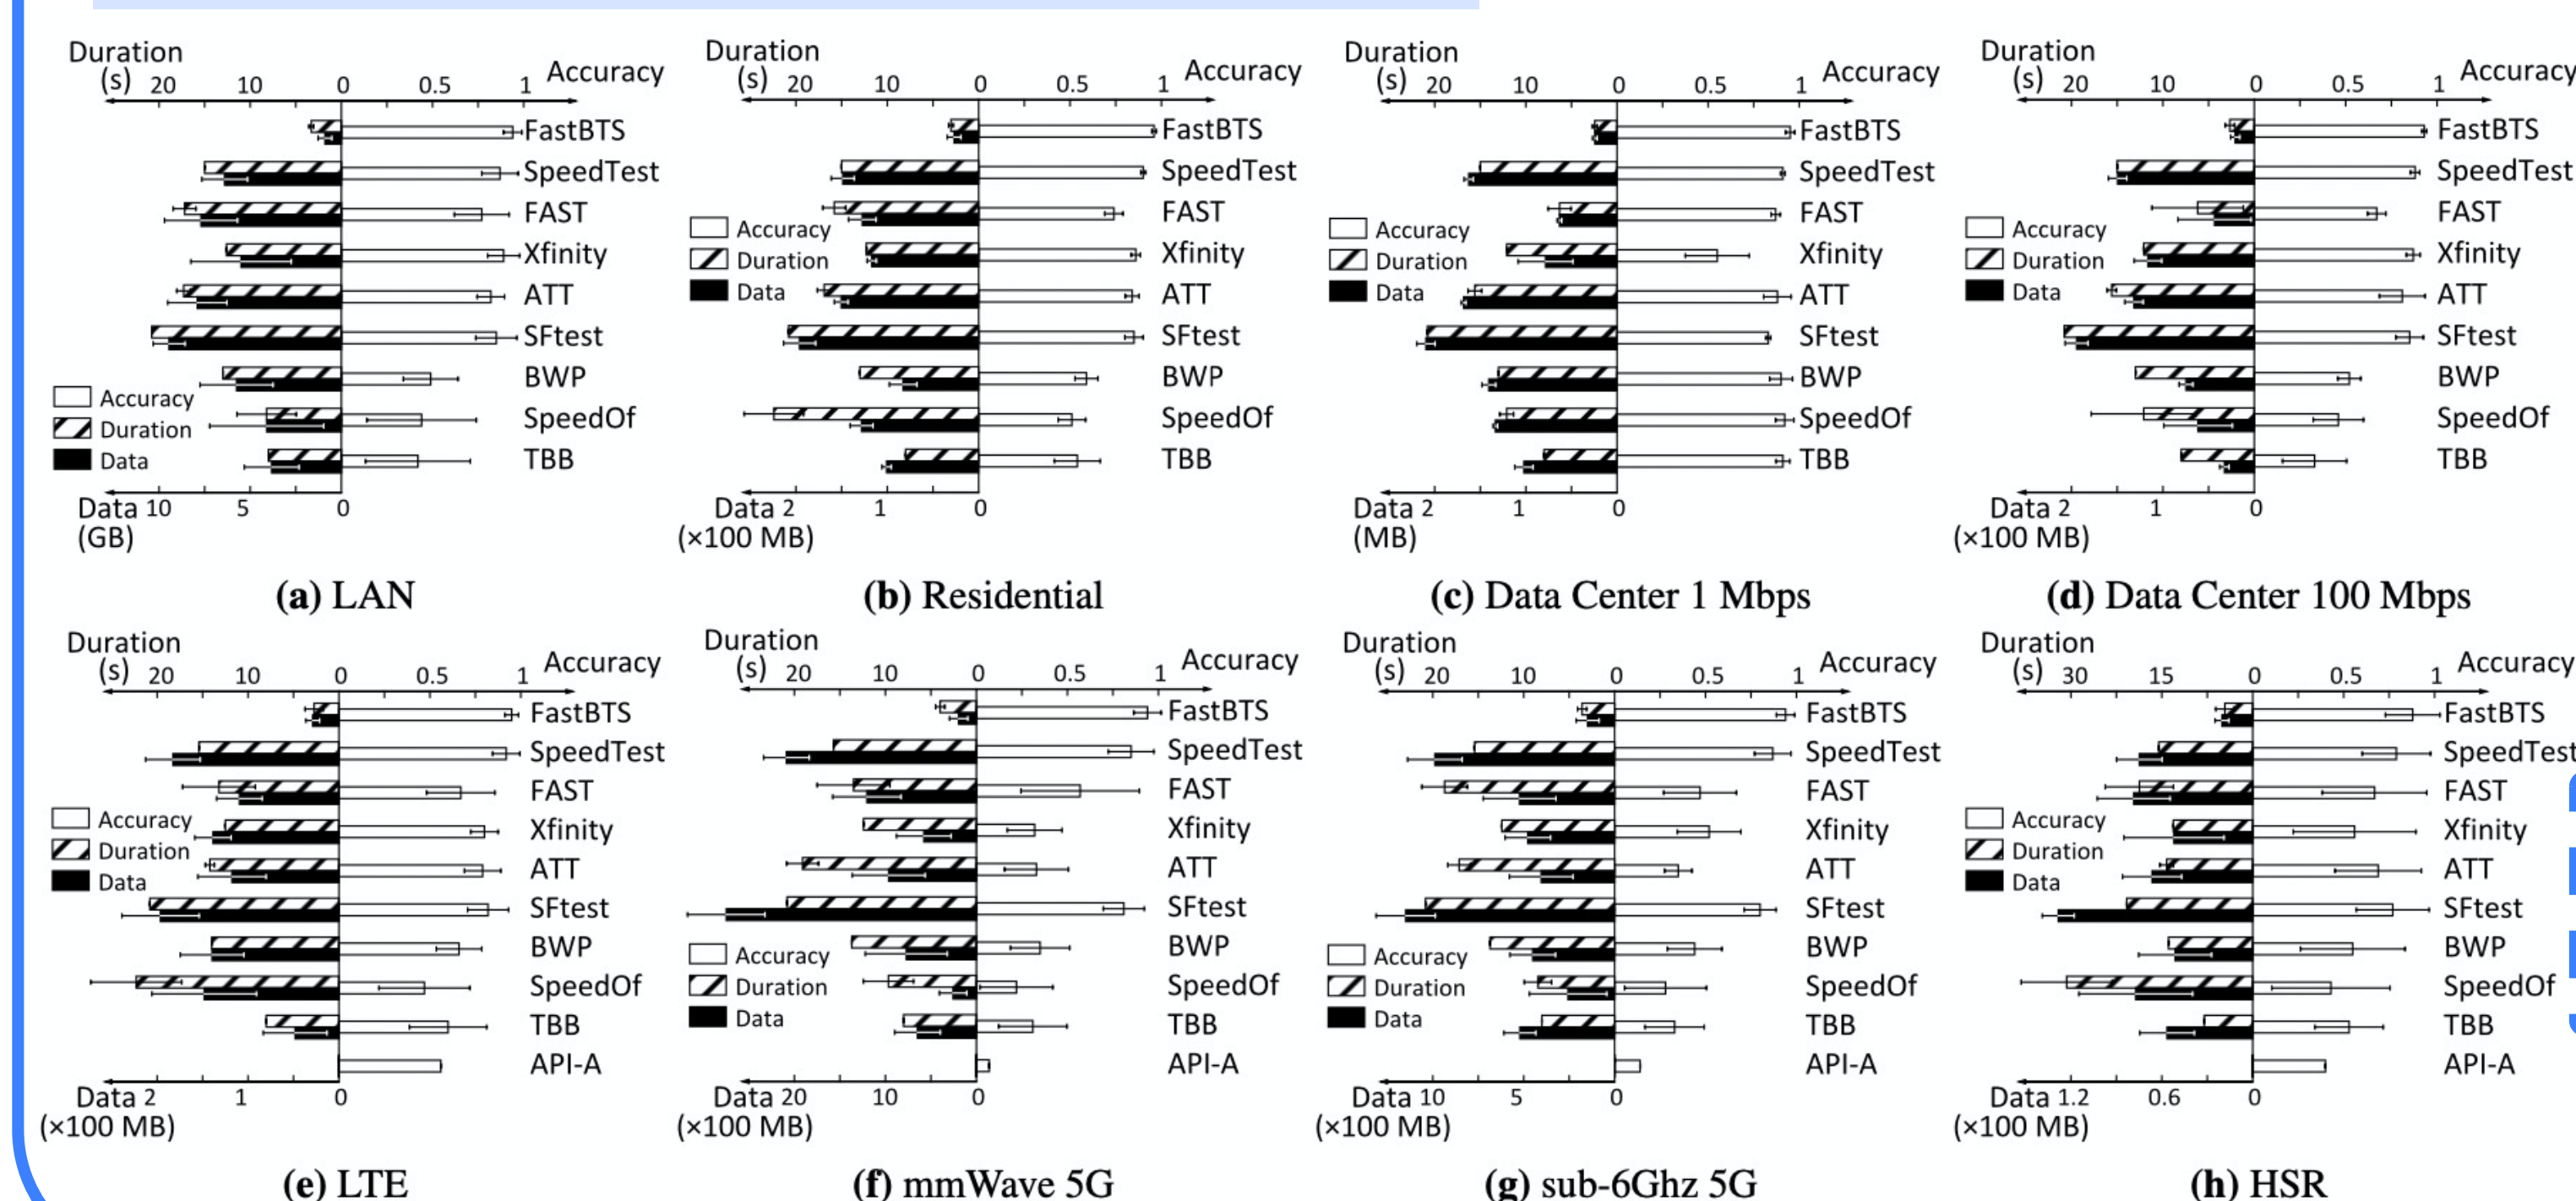 Duration
(s) 20 10 0 0.5 1 Accuracy
FastBTS
SpeedTest
FAST
Xfinity
ATT
SFtest
BWP
SpeedOf
TBB
Accuracy
Duration
Data
Data 10 5 0
(GB)
(a) LAN
Duration
(s) 20 10 0 0.5 1 Accuracy
FastBTS
SpeedTest
FAST
Xfinity
ATT
SFtest
BWP
SpeedOf
TBB
Accuracy
Duration
Data
Data 2 1 0
(×100 MB)
(b) Residential
Duration
(s) 20 10 0 0.5 1 Accuracy
FastBTS
SpeedTest
FAST
Xfinity
ATT
SFtest
BWP
SpeedOf
TBB
Accuracy
Duration
Data
Data 2 1 0
(MB)
(c) Data Center 1 Mbps
Duration
(s) 20 10 0 0.5 1 Accuracy
FastBTS
SpeedTest
FAST
Xfinity
ATT
SFtest
BWP
SpeedOf
TBB
Accuracy
Duration
Data
Data 2 1 0
(×100 MB)
(d) Data Center 100 Mbps
Duration
(s) 20 10 0 0.5 1 Accuracy
FastBTS
SpeedTest
FAST
Xfinity
ATT
SFtest
BWP
SpeedOf
TBB
API-A
Accuracy
Duration
Data
Data 2 1 0
(×100 MB)
(e) LTE
Duration
(s) 20 10 0 0.5 1 Accuracy
FastBTS
SpeedTest
FAST
Xfinity
ATT
SFtest
BWP
SpeedOf
TBB
API-A
Accuracy
Duration
Data
Data 20 10 0
(×100 MB)
(f) mmWave 5G
Duration
(s) 20 10 0 0.5 1 Accuracy
FastBTS
SpeedTest
FAST
Xfinity
ATT
SFtest
BWP
SpeedOf
TBB
API-A
Accuracy
Duration
Data
Data 10 5 0
(×100 MB)
(g) sub-6Ghz 5G
Duration
(s) 30 15 0 0.5 1 Accuracy
FastBTS
SpeedTest
FAST
Xfinity
ATT
SFtest
BWP
SpeedOf
TBB
API-A
Accuracy
Duration
Data
Data 1.2 0.6 0
(×100 MB)
(h) HSR